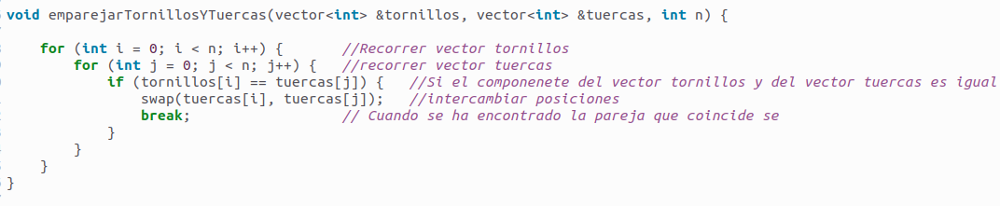 void emparejarTornillosYTuercas(vector<int> &tornillos, vector<int> &tuercas, int n) {
for (int i = 0; i < n; i++) { //Recorrer vector tornillos
for (int j = 0; j < n; j++) { //recorrer vector tuercas
if (tornillos[i] == tuercas[j]) { //Si el componenete del vector tornillos y del vector tuercas es igual
swap(tuercas[i], tuercas[j]); //intercambiar posiciones
break; // Cuando se ha encontrado la pareja que coincide se
}
}
}
}